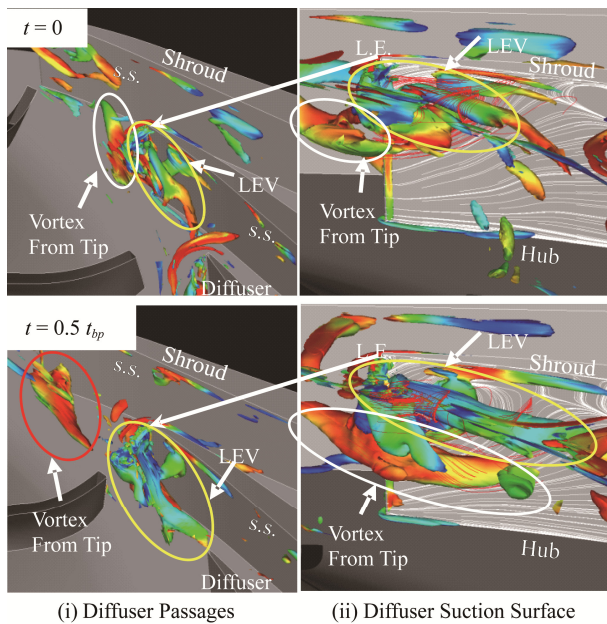 t = 0
s.s.
Shroud
LEV
Vortex
From Tip
s.s.
Diffuser
L.E.
LEV
Shroud
Vortex
From Tip
Hub
t = 0.5 tbp
s.s.
Shroud
LEV
s.s.
Vortex
From Tip
Diffuser
L.E.
LEV
Shroud
Vortex
From Tip
Hub
(i) Diffuser Passages
(ii) Diffuser Suction Surface